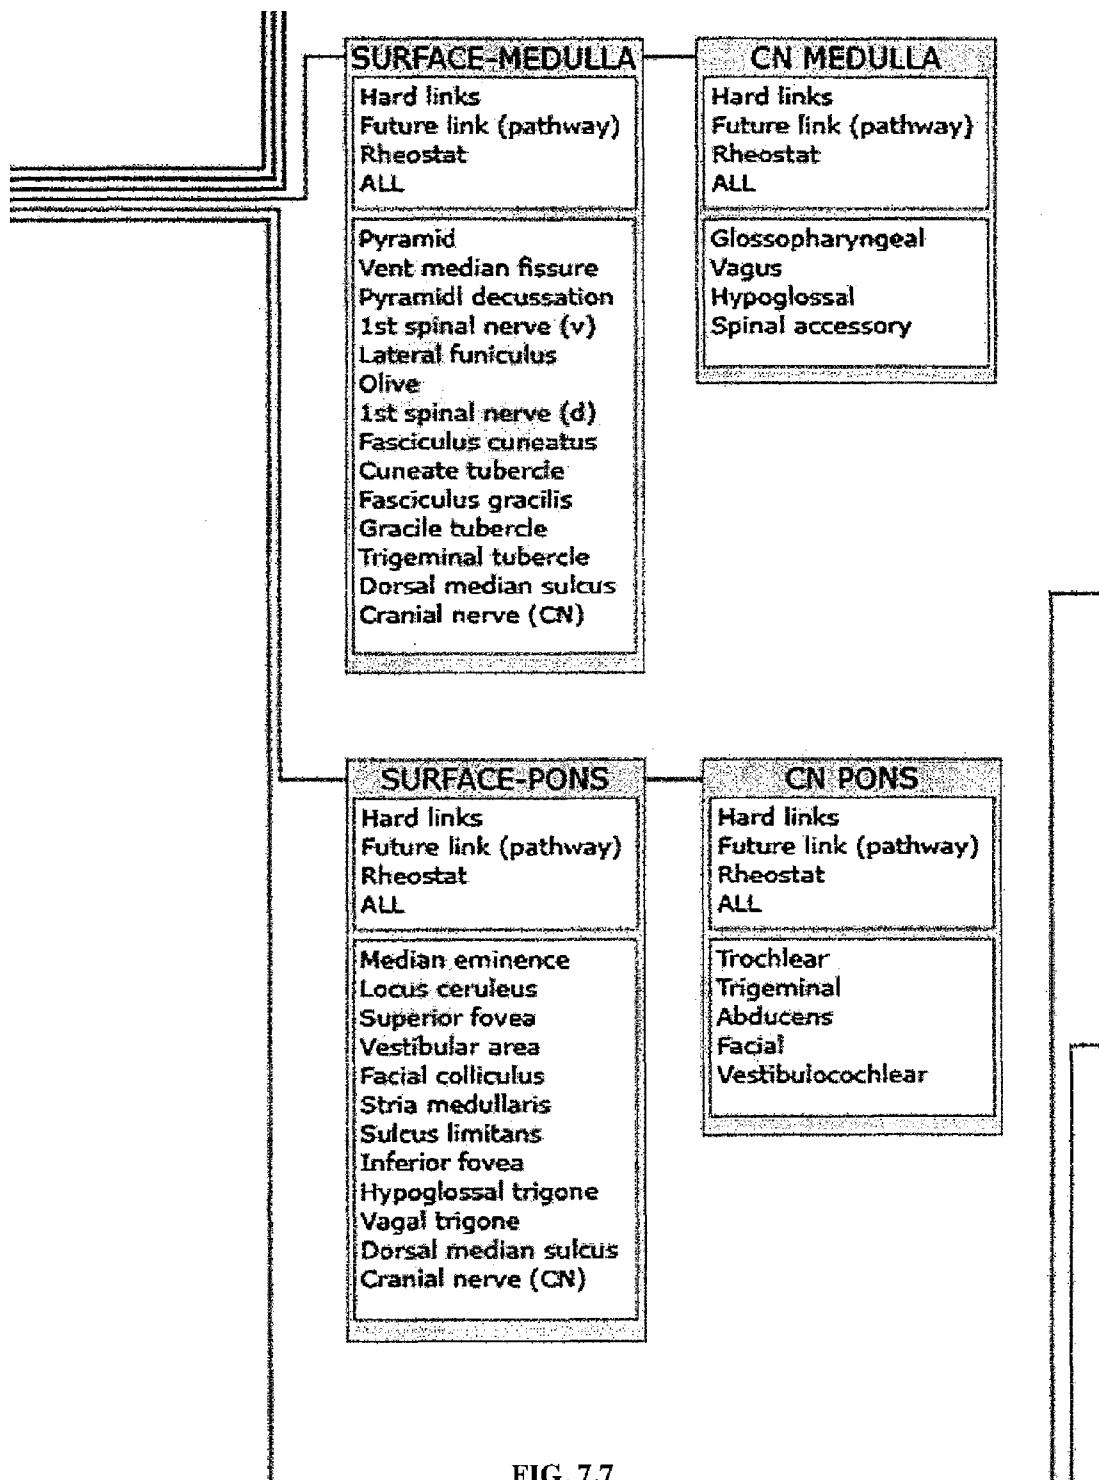 SURFACE-MEDULLA
Hard links
Future link (pathway)
Rheostat
ALL
Pyramid
Vent median fissure
Pyramidl decussation
1st spinal nerve (v)
Lateral funiculus
Olive
1st spinal nerve (d)
Fasciculus cuneatus
Cuneate tubercle
Fasciculus gracilis
Gracile tubercle
Trigeminal tubercle
Dorsal median sulcus
Cranial nerve (CN)
CN MEDULLA
Hard links
Future link (pathway)
Rheostat
ALL
Glossopharyngeal
Vagus
Hypoglossal
Spinal accessory
SURFACE-PONS
Hard links
Future link (pathway)
Rheostat
ALL
Median eminence
Locus ceruleus
Superior fovea
Vestibular area
Facial colliculus
Stria medullaris
Sulcus limitans
Inferior fovea
Hypoglossal trigone
Vagal trigone
Dorsal median sulcus
Cranial nerve (CN)
CN PONS
Hard links
Future link (pathway)
Rheostat
ALL
Trochlear
Trigeminal
Abducens
Facial
Vestibulocochlear
FIG. 7.7